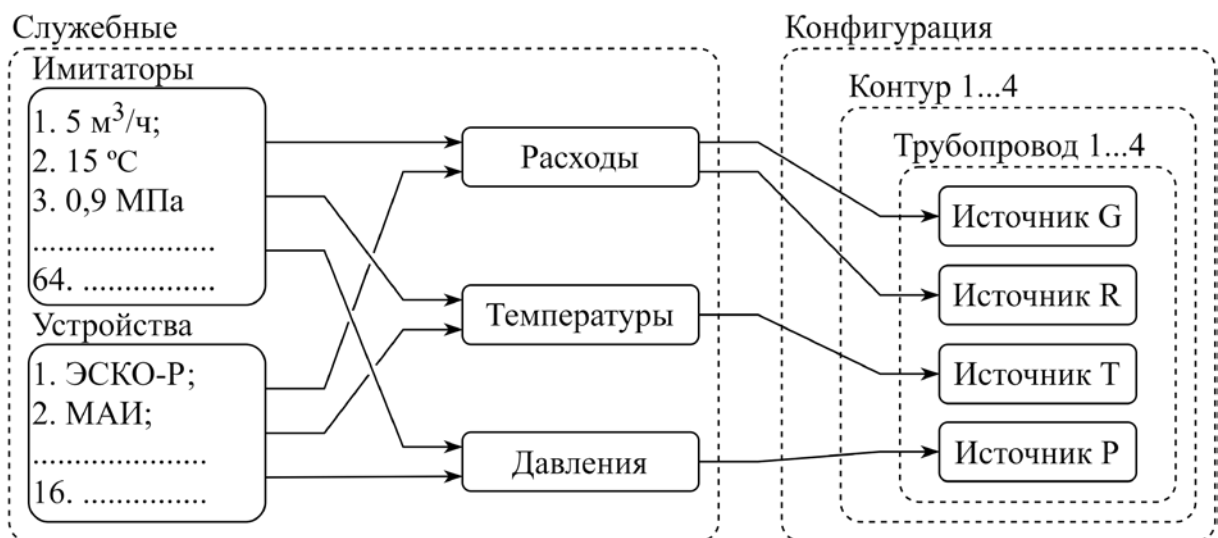 Служебные
Имитаторы
1. 5 м³/ч;
2. 15 ºС
3. 0,9 МПа
.......................
64. .................
Устройства
1. ЭСКО-Р;
2. МАИ;
......................
16. ...............
Расходы
Температуры
Давления
Конфигурация
Контур 1...4
Трубопровод 1...4
Источник G
Источник R
Источник T
Источник P